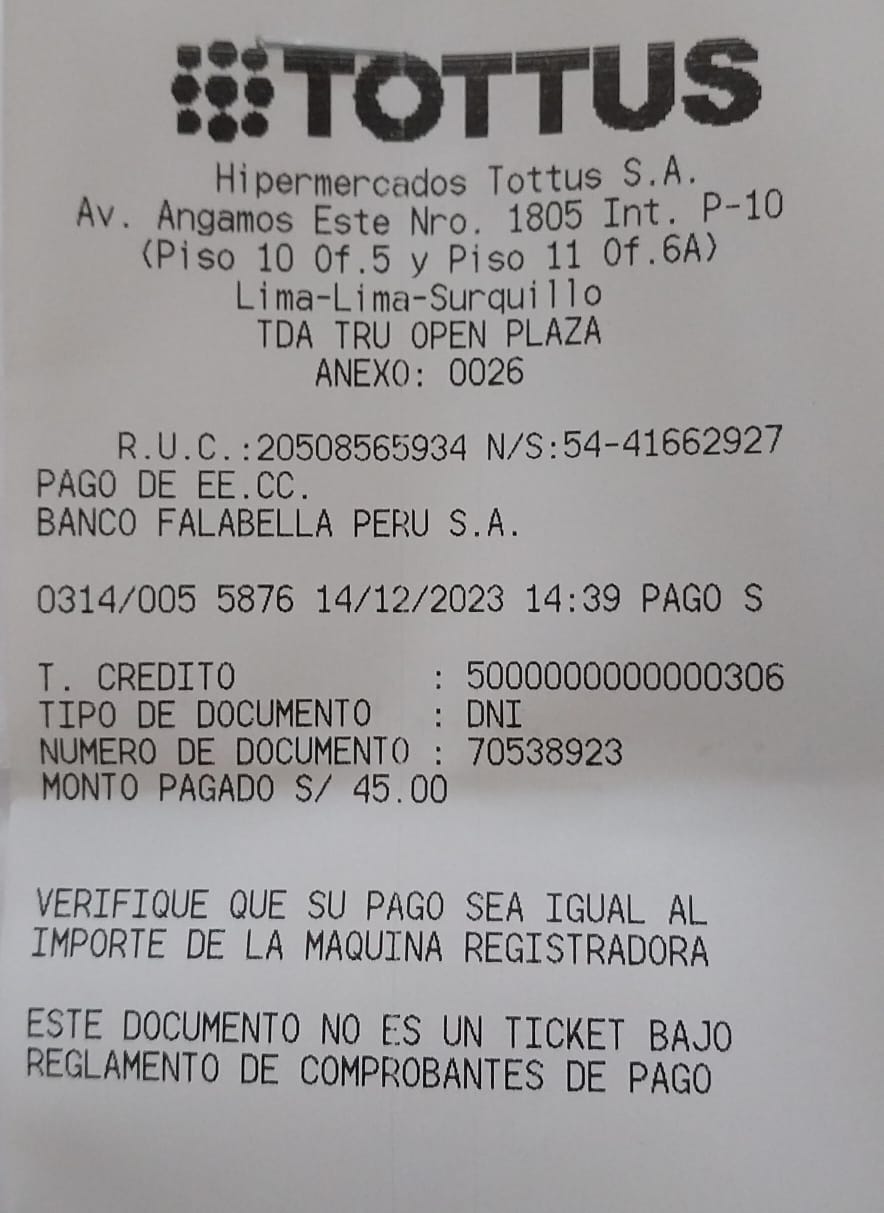 TOTTUS
Hipermercados Tottus S.A.
Av. Angamos Este Nro. 1805 Int. P-10
(Piso 10 Of.5 y Piso 11 Of.6A)
Lima-Lima-Surquillo
TDA TRU OPEN PLAZA
ANEXO: 0026
R.U.C.:20508565934 N/S:54-41662927
PAGO DE EE.CC.
BANCO FALABELLA PERU S.A.
0314/005 5876 14/12/2023 14:39 PAGO S
T. CREDITO : 5000000000000306
TIPO DE DOCUMENTO : DNI
NUMERO DE DOCUMENTO : 70538923
MONTO PAGADO S/ 45.00
VERIFIQUE QUE SU PAGO SEA IGUAL AL
IMPORTE DE LA MAQUINA REGISTRADORA
ESTE DOCUMENTO NO ES UN TICKET BAJO
REGLAMENTO DE COMPROBANTES DE PAGO